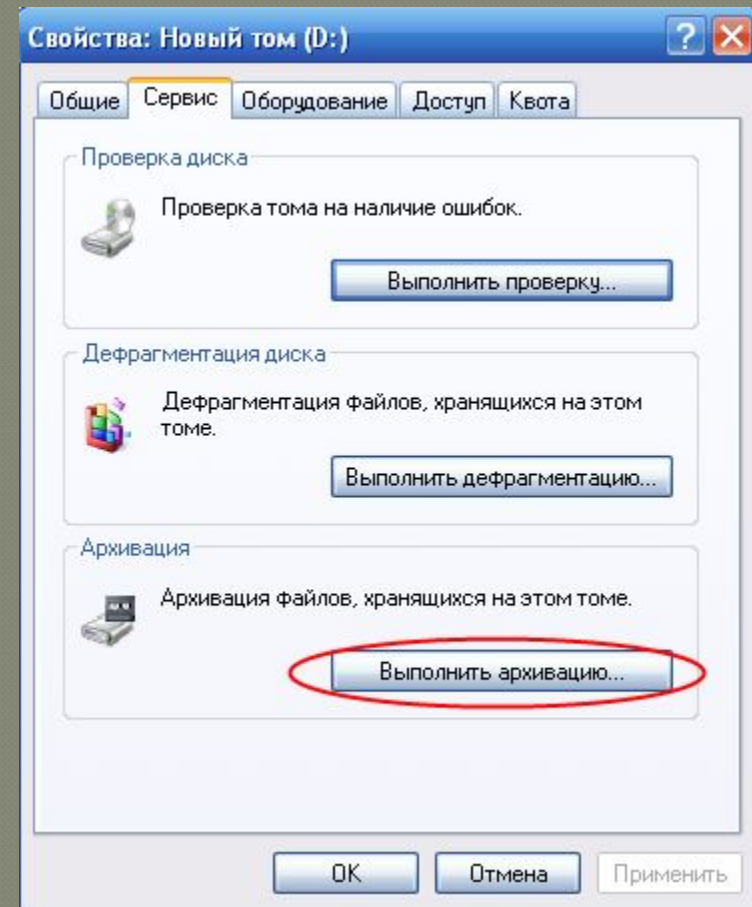 Свойства: Новый том (D:)
Общие Сервис Оборудование Доступ Квота
Проверка диска
Проверка тома на наличие ошибок.
Выполнить проверку...
Дефрагментация диска
Дефрагментация файлов, хранящихся на этом
томе.
Выполнить дефрагментацию...
Архивация
Архивация файлов, хранящихся на этом томе.
Выполнить архивацию...
ОК Отмена Применить